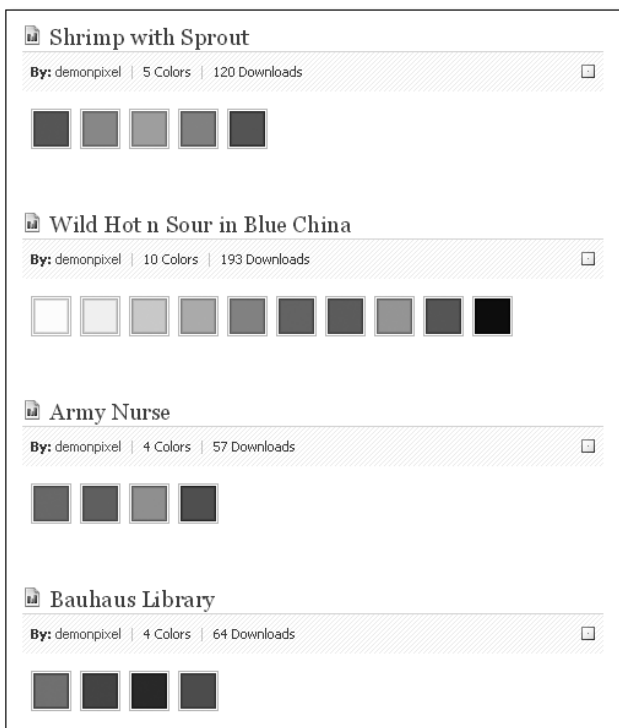 Shrimp with Sprout
By: demonpixel | 5 Colors | 120 Downloads
Wild Hot n Sour in Blue China
By: demonpixel | 10 Colors | 193 Downloads
Army Nurse
By: demonpixel | 4 Colors | 57 Downloads
Bauhaus Library
By: demonpixel | 4 Colors | 64 Downloads